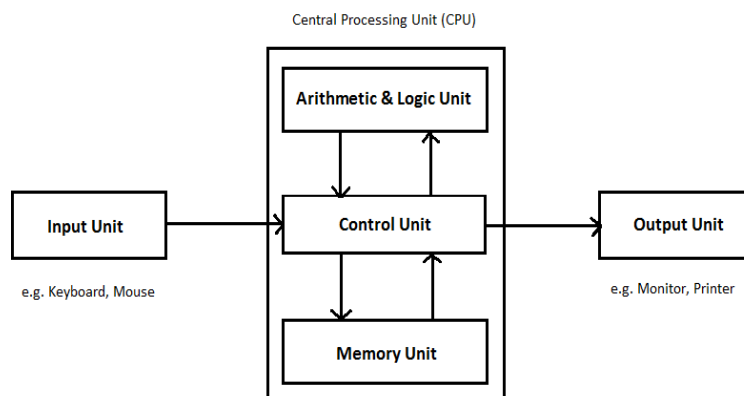 Central Processing Unit (CPU)
Arithmetic & Logic Unit
Input Unit
Control Unit
Output Unit
e.g. Keyboard, Mouse
e.g. Monitor, Printer
Memory Unit